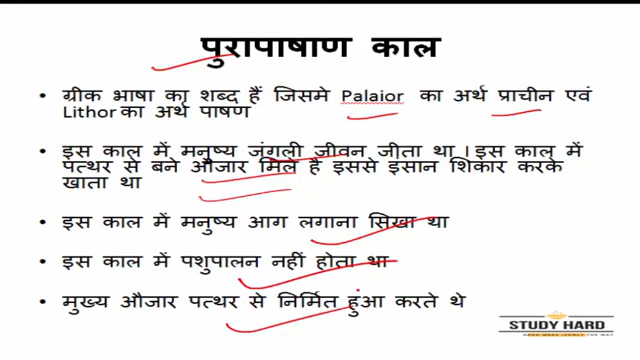 पुरापाषाण काल
• ग्रीक भाषा का शब्द हैं जिसमे Palaior का अर्थ प्राचीन एवं
Lithor का अर्थ पाषण
• इस काल में मनुष्य जंगली जीवन जीता था । इस काल में
पत्थर से बने औजार मिले हैं इससे इंसान शिकार करके
खाता था
• इस काल में मनुष्य आग लगाना सिखा था
• इस काल में पशुपालन नहीं होता था
• मुख्य औजार पत्थर से निर्मित हुआ करते थे
STUDY HARD